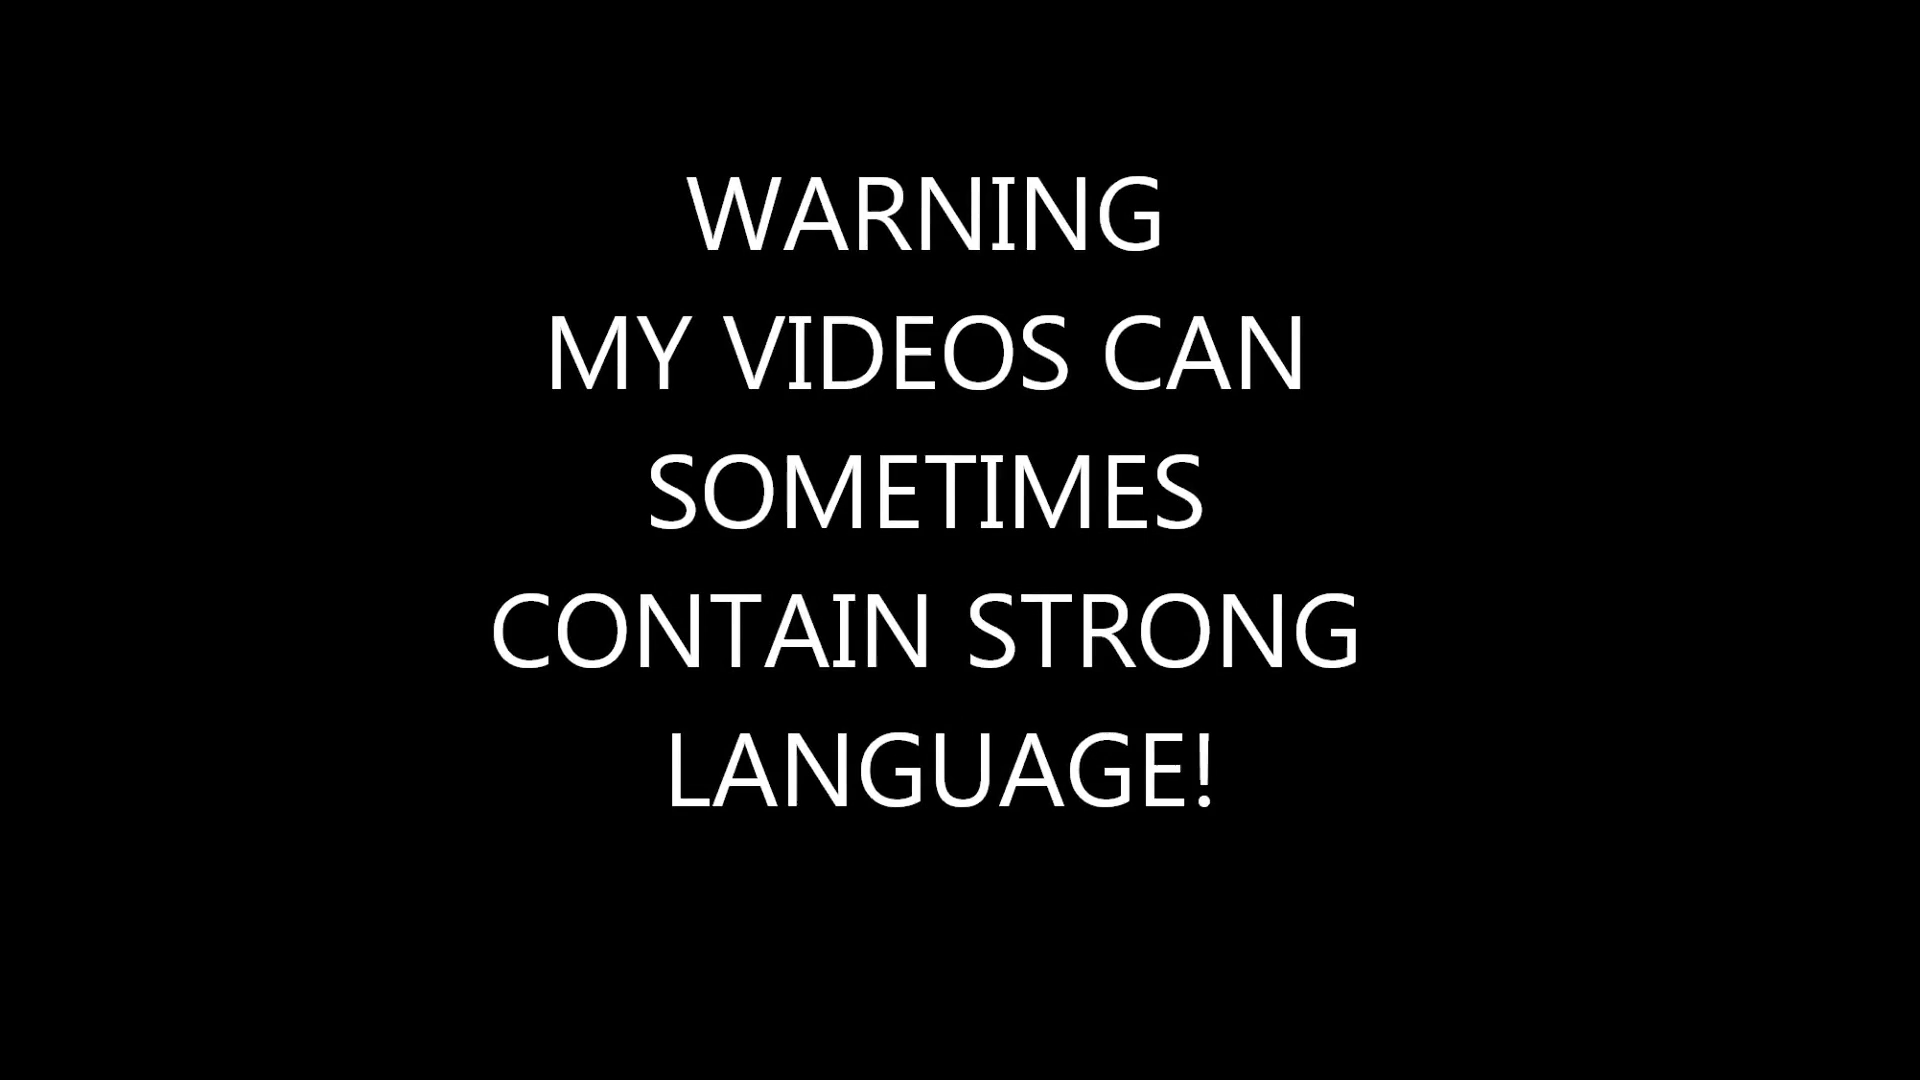 WARNING
MY VIDEOS CAN
SOMETIMES
CONTAIN STRONG
LANGUAGE!